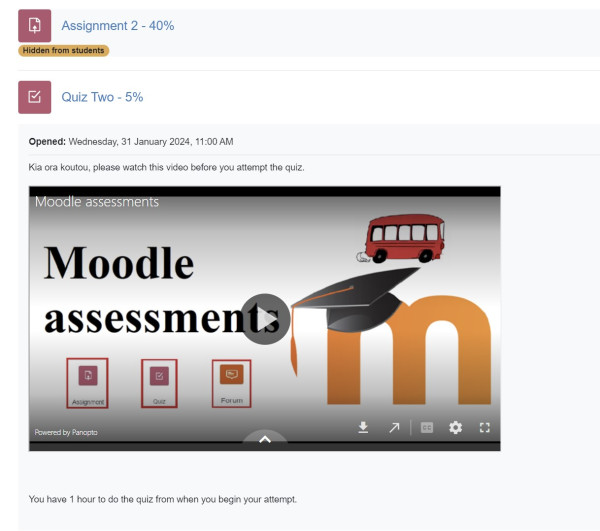 Assignment 2 - 40%
Hidden from students
Quiz Two - 5%
Opened: Wednesday, 31 January 2024, 11:00 AM
Kia ora koutou, please watch this video before you attempt the quiz.
Moodle assessments
Moodle
assessments
m
Assignment Quiz Forum
Powered by Panopto
CC
You have 1 hour to do the quiz from when you begin your attempt.